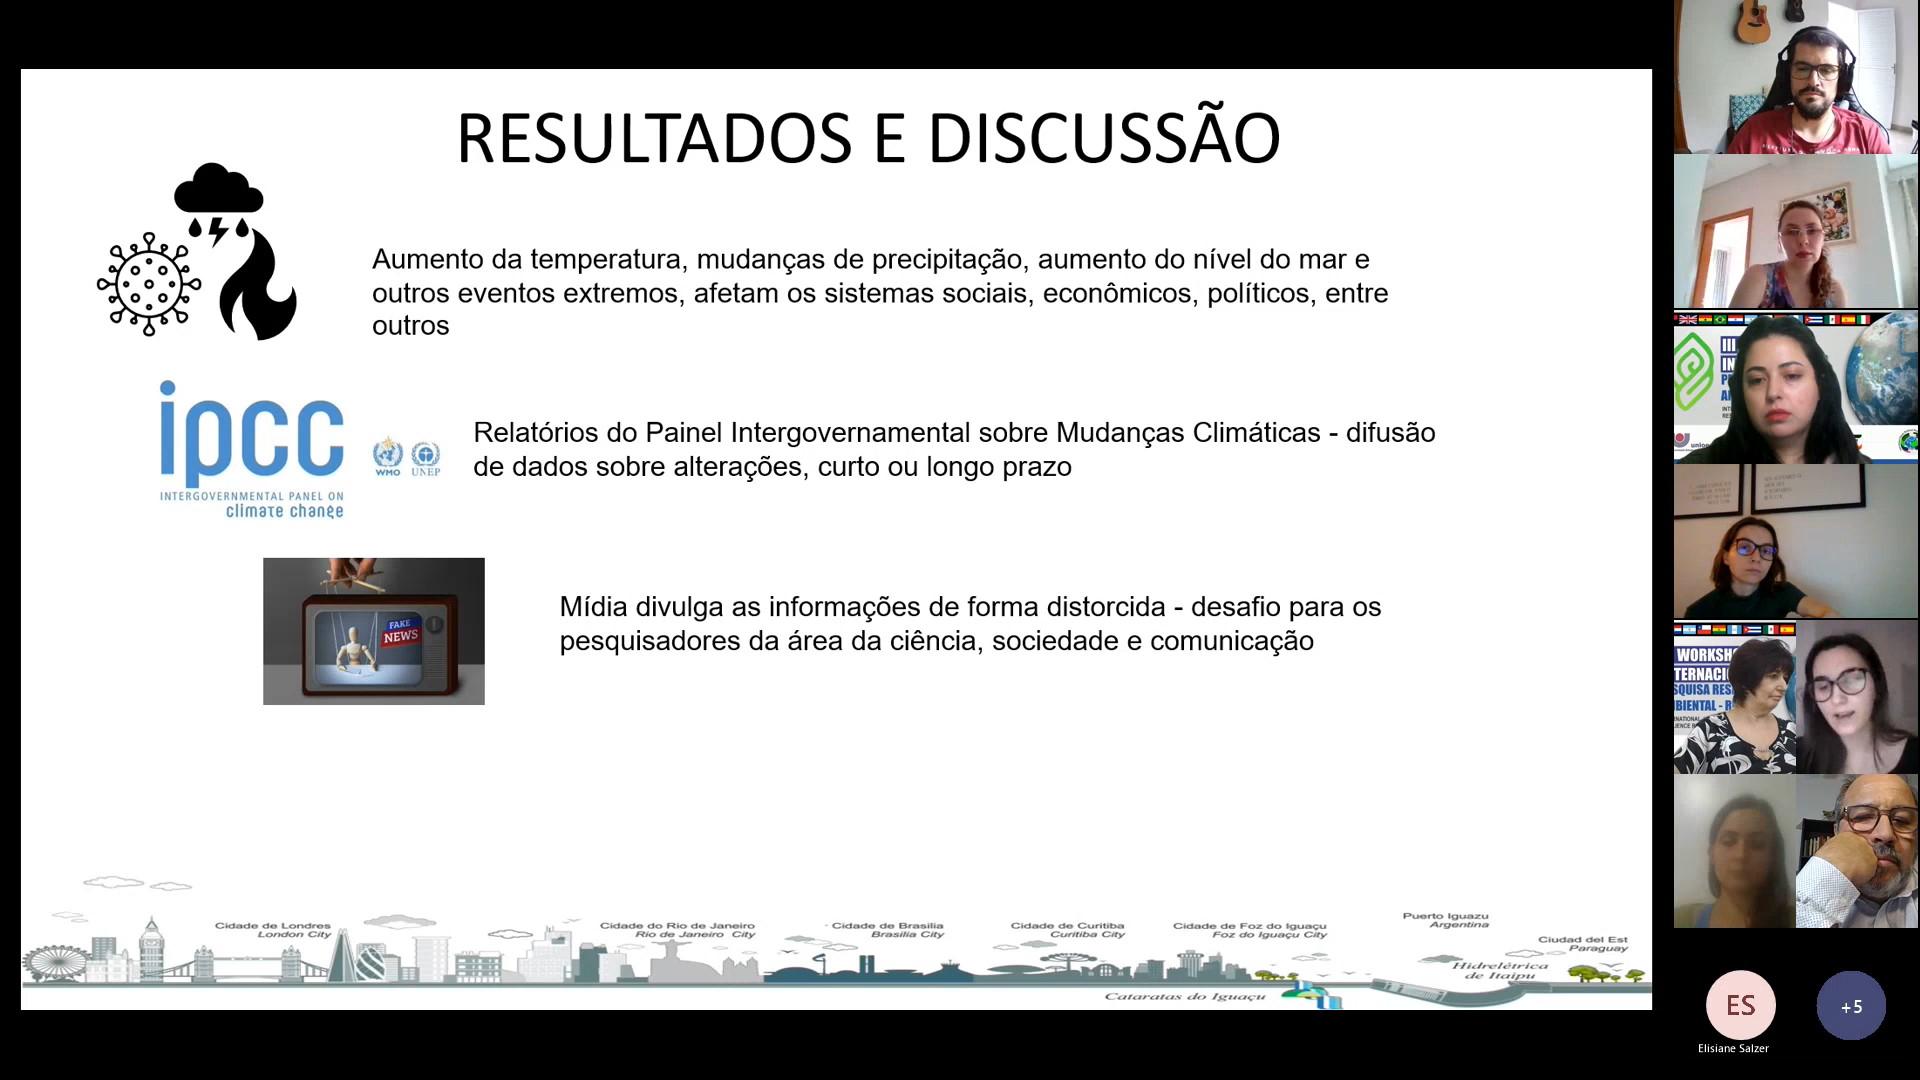 RESULTADOS E DISCUSSÃO
Aumento da temperatura, mudanças de precipitação, aumento do nível do mar e
outros eventos extremos, afetam os sistemas sociais, econômicos, políticos, entre
outros
ipcc
INTERGOVERNMENTAL PANEL ON
climate change
WMO
UNEP
Relatórios do Painel Intergovernamental sobre Mudanças Climáticas - difusão
de dados sobre alterações, curto ou longo prazo
FAKE
NEWS
Mídia divulga as informações de forma distorcida - desafio para os
pesquisadores da área da ciência, sociedade e comunicação
Cidade de Londres
London City
Cidade do Rio de Janeiro
Rio de Janeiro City
Cidade de Brasilia
Brasilia City
Cidade de Curitiba
Curitiba City
Cidade de Foz do Iguaçu
Foz do Iguaçu City
Puerto Iguazu
Argentina
Ciudad del Est
Paraguay
Hidrelétrica
de Itaipu
Cataratas do Iguaçu
III
IN
WORKSH
TERNACI
SQUISA RES
BIENTAL - R
ES
Elisiane Salzer
+5